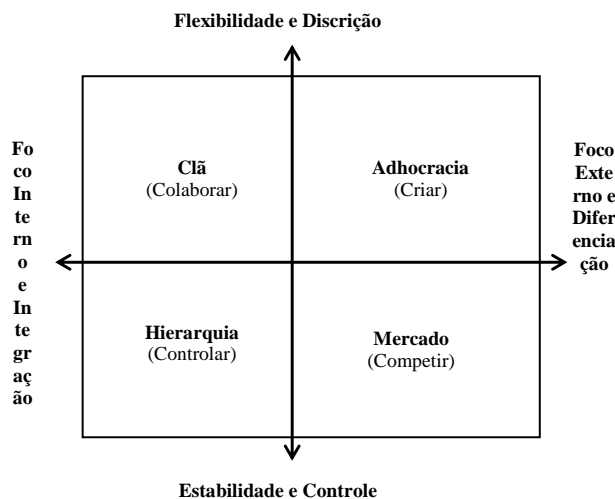 Flexibilidade e Discrição
Fo
co
In
te
rn
o
e
In
te
gr
aç
ão
Clã
(Colaborar)
Adhocracia
(Criar)
Foco
Exte
rno e
Difer
encia
ção
Hierarquia
(Controlar)
Mercado
(Competir)
Estabilidade e Controle